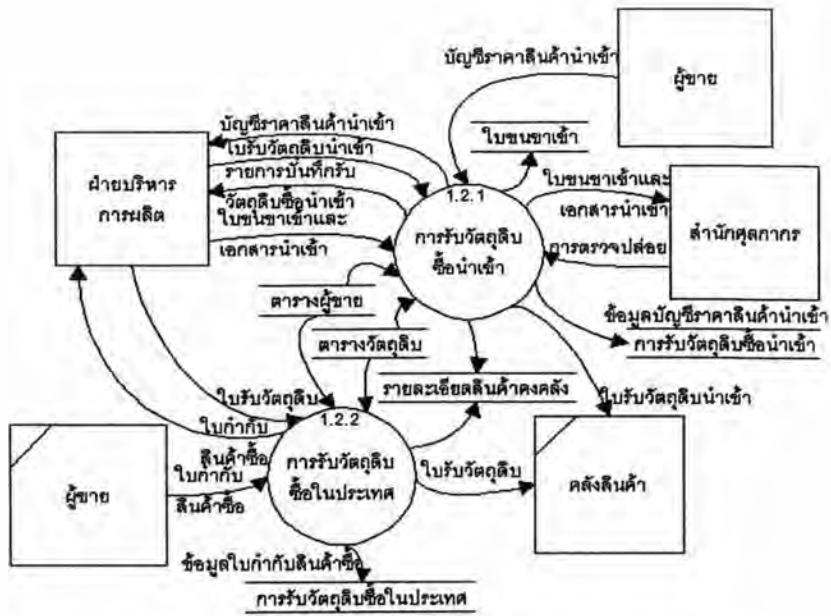 บัญชีราคาสินค้านำเข้า
ผู้ขาย
บัญชีราคาสินค้านำเข้า
ใบขนขาเข้า
ใบรับวัตถุดิบนำเข้า
ฝ่ายบริหาร
การผลิต
รายการบันทึกรับ
วัตถุดิบซื้อนำเข้า
1.2.1
การรับวัตถุดิบ
ซื้อนำเข้า
ใบขนขาเข้าและ
เอกสารนำเข้า
สำนักศุลกากร
ใบขนขาเข้าและ
เอกสารนำเข้า
การตรวจปล่อย
ตารางผู้ขาย
ข้อมูลบัญชีราคาสินค้านำเข้า
การรับวัตถุดิบซื้อนำเข้า
ตารางวัตถุดิบ
ใบรับวัตถุดิบ
รายละเอียดสินค้าคงคลัง
ใบรับวัตถุดิบนำเข้า
ใบกำกับ
สินค้าซื้อ
1.2.2
การรับวัตถุดิบ
ซื้อในประเทศ
ผู้ขาย
ใบกำกับ
สินค้าซื้อ
ใบรับวัตถุดิบ
คลังสินค้า
ข้อมูลใบกำกับสินค้าซื้อ
การรับวัตถุดิบซื้อในประเทศ